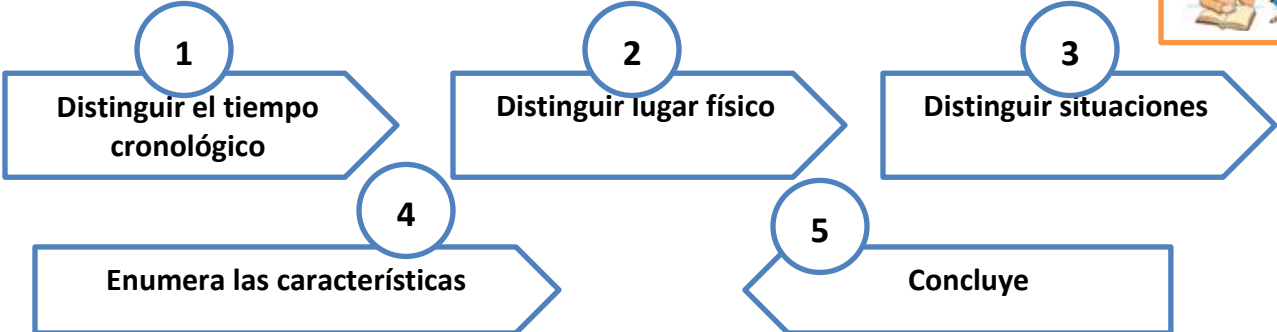 1
Distinguir el tiempo
cronológico
2
Distinguir lugar físico
3
Distinguir situaciones
4
Enumera las características
5
Concluye